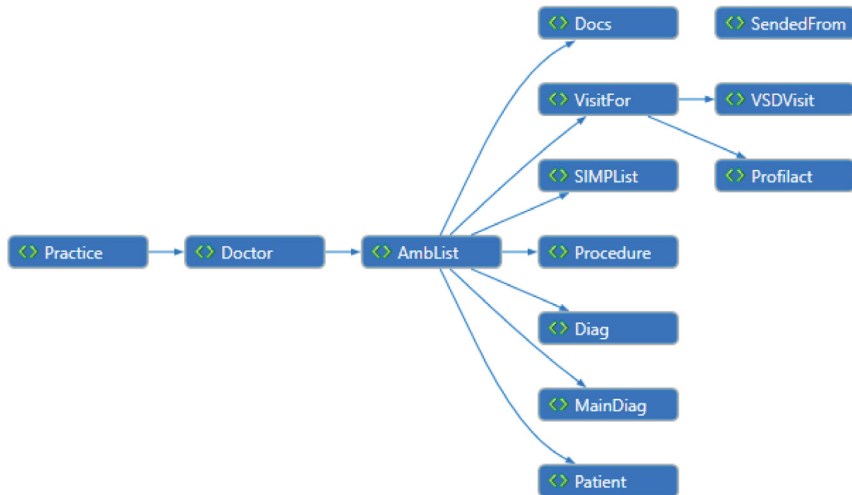 Docs
SendedFrom
VisitFor
VSDVisit
SIMPList
Profilact
Practice
Doctor
AmbList
Procedure
Diag
MainDiag
Patient